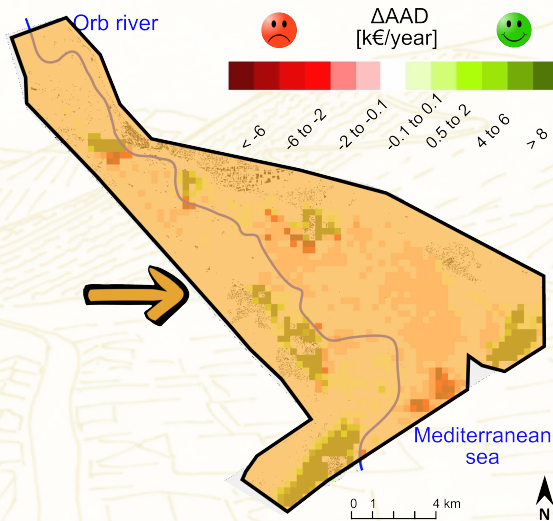 Orb river
ΔAAD
[k€/year]
< -6
-6 to -2
-2 to -0.1
-0.1 to 0.1
0.5 to 2
4 to 6
> 8
Mediterranean
sea
0 1 4 km
N